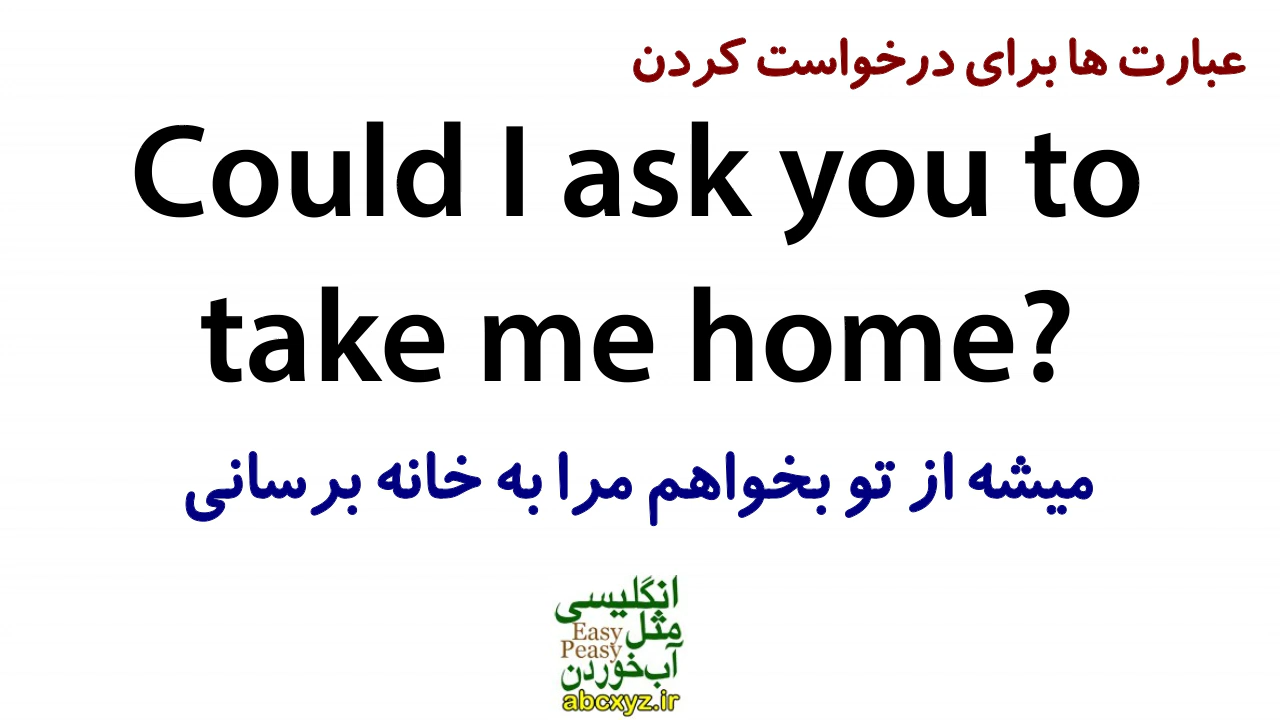 عبارت ها برای درخواست کردن
Could I ask you to
take me home?
میشه از تو بخواهم مرا به خانه برسانی
انگلیسی
مثل Easy
Peasy
آب خوردن
abcxyz.ir